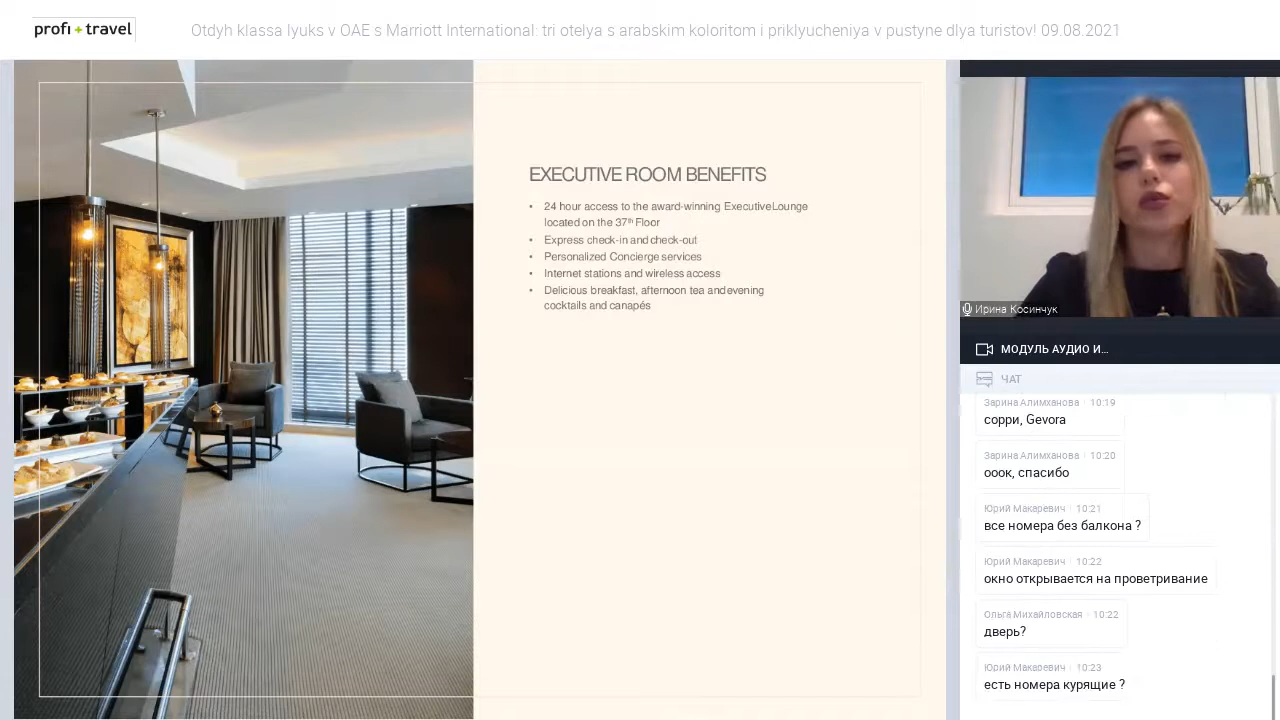 profi + travel
Otdyh klassa lyuks v OAE s Marriott International: tri otelya s arabskim koloritom i priklyucheniya v pustyne dlya turistov! 09.08.2021
EXECUTIVE ROOM BENEFITS
• 24 hour access to the award-winning ExecutiveLounge
located on the 37th Floor
• Express check-in and check-out
• Personalized Concierge services
• Internet stations and wireless access
• Delicious breakfast, afternoon tea and evening
cocktails and canapés
Ирина Косинчук
МОДУЛЬ АУДИО И...
ЧАТ
Зарина Алимханова 10:19
сорри, Gevora
Зарина Алимханова 10:20
ооок, спасибо
Юрий Макаревич 10:21
все номера без балкона ?
Юрий Макаревич 10:22
окно открывается на проветривание
Ольга Михайловская 10:22
дверь?
Юрий Макаревич 10:23
есть номера курящие ?